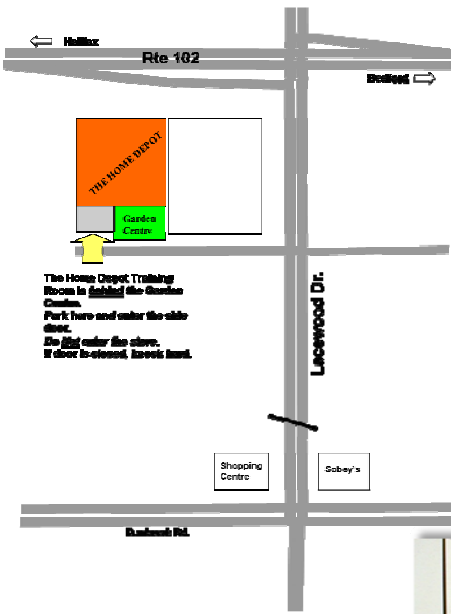 Halifax
Rte 102
Bedford
THE HOME DEPOT
Garden
Centre
The Home Depot Training
Room is behind the Garden
Centre.
Park here and enter the side
door.
Do Not enter the store.
If door is closed, knock hard.
Lacewood Dr.
Shopping
Centre
Sobey's
Rd.